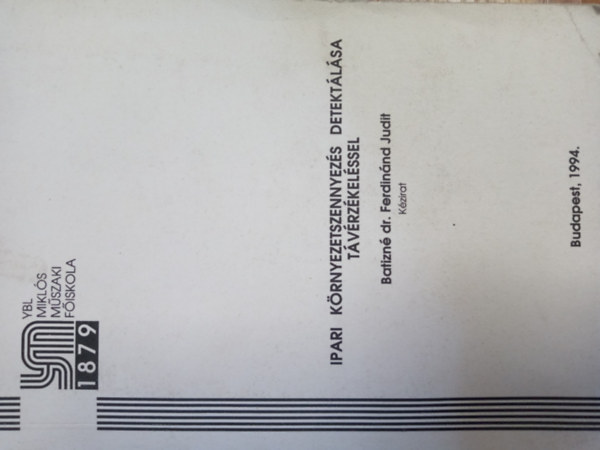 YBL
MIKLÓS
MŰSZAKI
FŐISKOLA
1879
IPARI KÖRNYEZETSZENNYEZÉS DETEKTÁLÁSA
TÁVÉRZÉKELÉSSEL
Batizné dr. Ferdinánd Judit
Kézirat
Budapest, 1994.